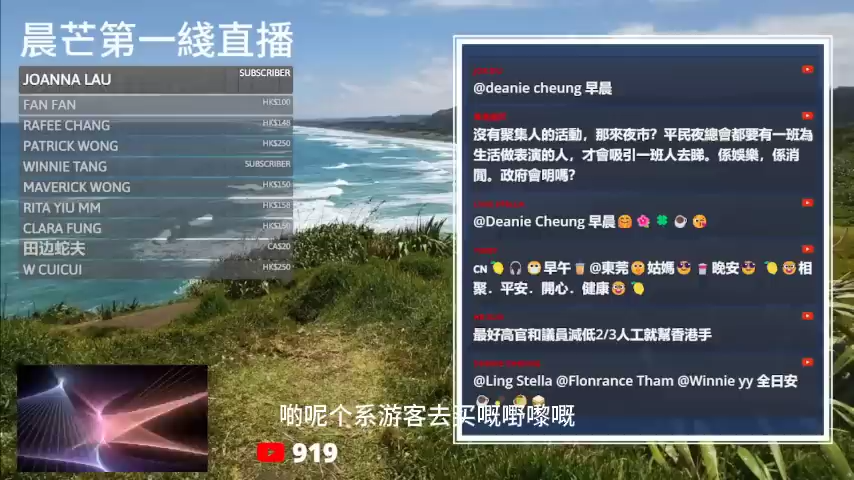 晨芒第一綫直播
JOANNA LAU SUBSCRIBER
FAN FAN HK$100
RAFEE CHANG HK$148
PATRICK WONG HK$250
WINNIE TANG SUBSCRIBER
MAVERICK WONG HK$150
RITA YIU MM HK$158
CLARA FUNG
田边蛇夫 CA$20
W CUICUI HK$250
@deanie cheung 早晨
沒有聚集人的活動，那來夜市？平民夜總會都要有一班為
生活做表演的人，才會吸引一班人去睇。係娛樂，係消
閒。政府會明嗎?
@Deanie Cheung 早晨🤗🌸🍀☕😘
CN🍋🎧😷早午🧋@東莞🤫姑媽
晚安
相
聚．平安．開心．健康
最好高官和議員減低2/3人工就幫香港手
@Ling Stella @Flonrance Tham @Winnie yy 全日安
啲呢个系游客去买嘅嘢嚟嘅
919